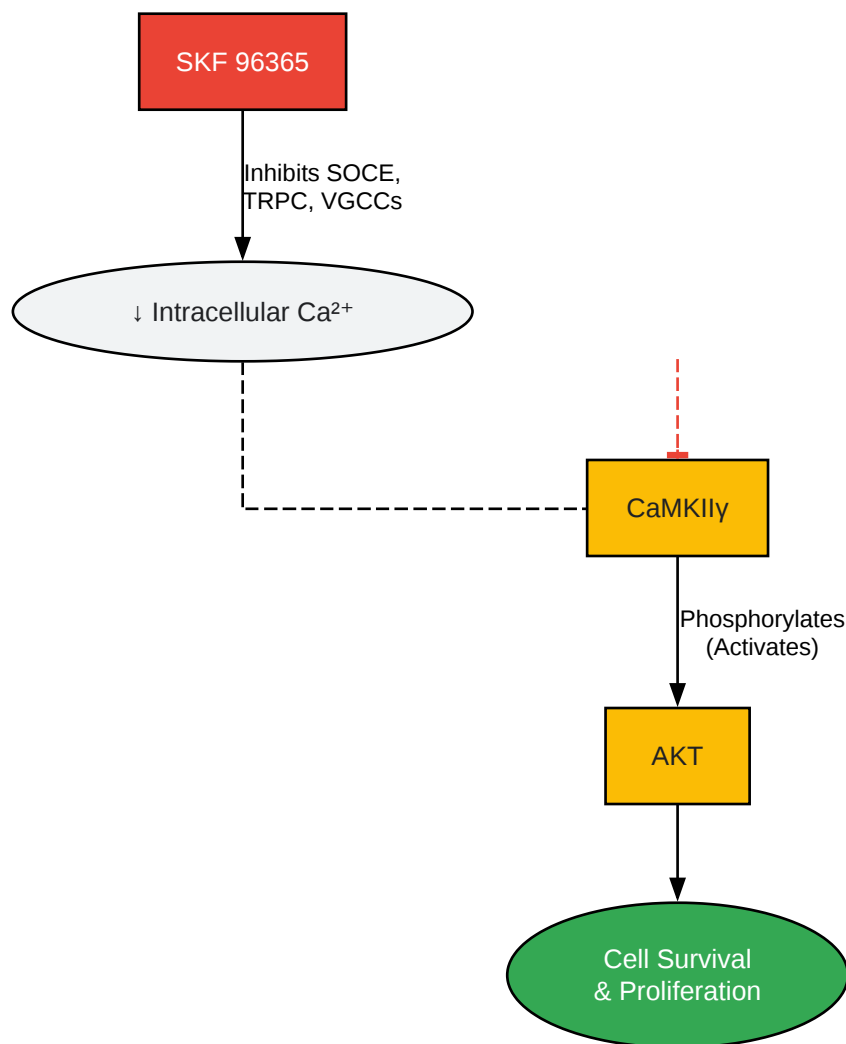 SKF 96365
Inhibits SOCE,
TRPC, VGCCs
↓ Intracellular Ca²⁺
CaMKIIγ
Phosphorylates
(Activates)
AKT
Cell Survival
& Proliferation